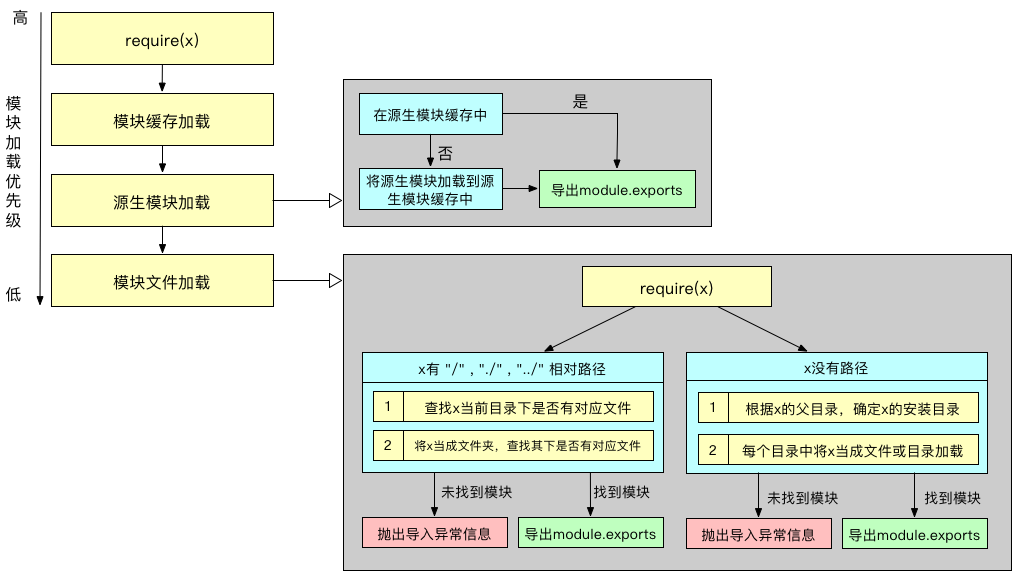 高
模块加载优先级
低
require(x)
模块缓存加载
源生模块加载
模块文件加载
在源生模块缓存中
是
否
将源生模块加载到源
生模块缓存中
导出module.exports
require(x)
x有 "/" , "./" , "../" 相对路径
1 查找x当前目录下是否有对应文件
2 将x当成文件夹，查找其下是否有对应文件
未找到模块
找到模块
抛出导入异常信息
导出module.exports
x没有路径
1 根据x的父目录，确定x的安装目录
2 每个目录中将x当成文件或目录加载
未找到模块
找到模块
抛出导入异常信息
导出module.exports